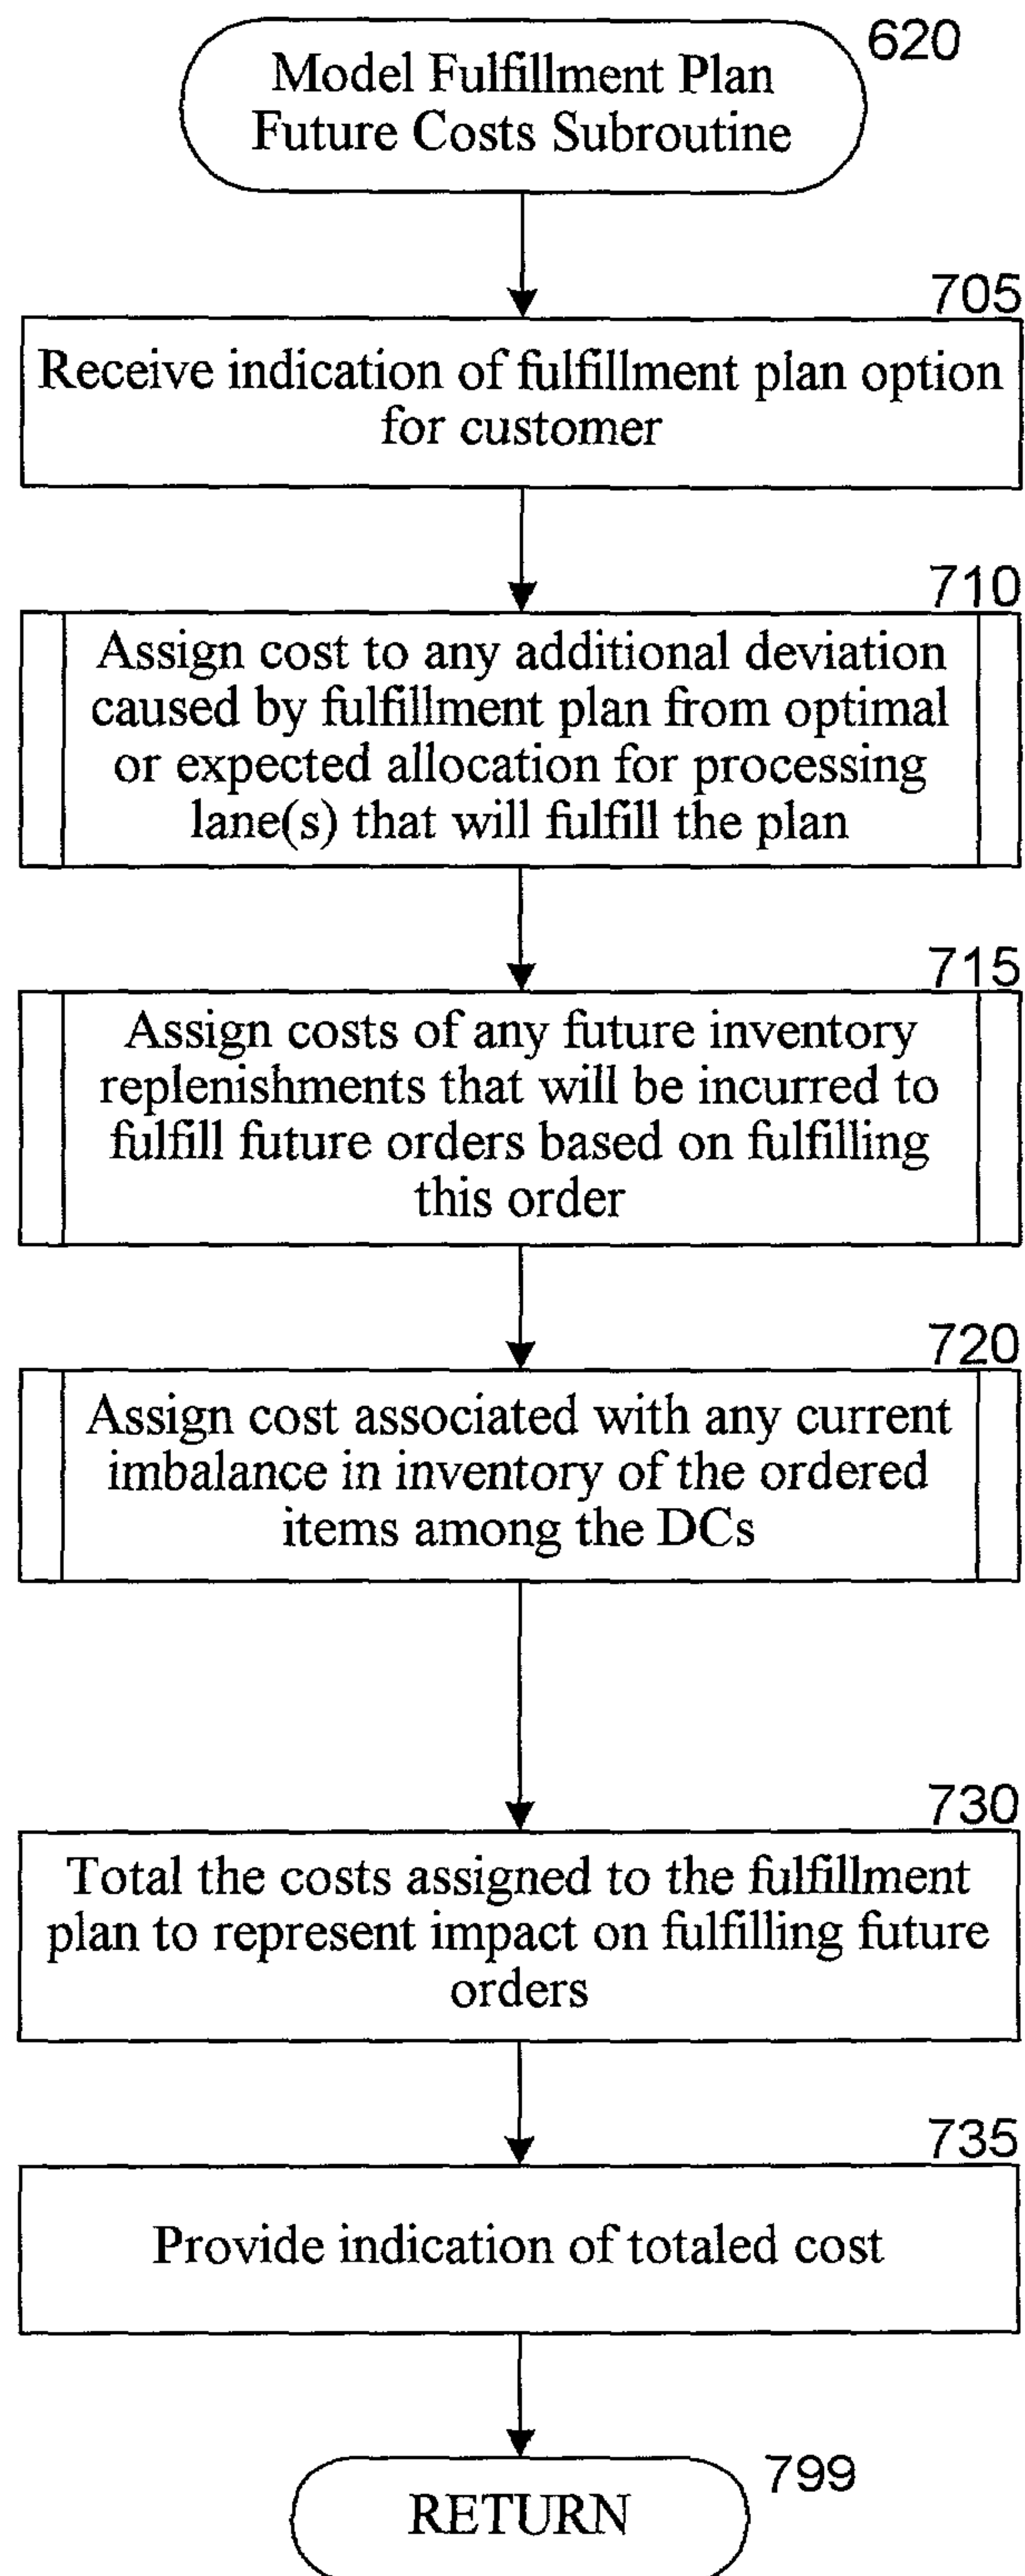 620
Model Fulfillment Plan
Future Costs Subroutine
705
Receive indication of fulfillment plan option
for customer
710
Assign cost to any additional deviation
caused by fulfillment plan from optimal
or expected allocation for processing
lane(s) that will fulfill the plan
715
Assign costs of any future inventory
replenishments that will be incurred to
fulfill future orders based on fulfilling
this order
720
Assign cost associated with any current
imbalance in inventory of the ordered
items among the DCs
730
Total the costs assigned to the fulfillment
plan to represent impact on fulfilling future
orders
735
Provide indication of totaled cost
799
RETURN